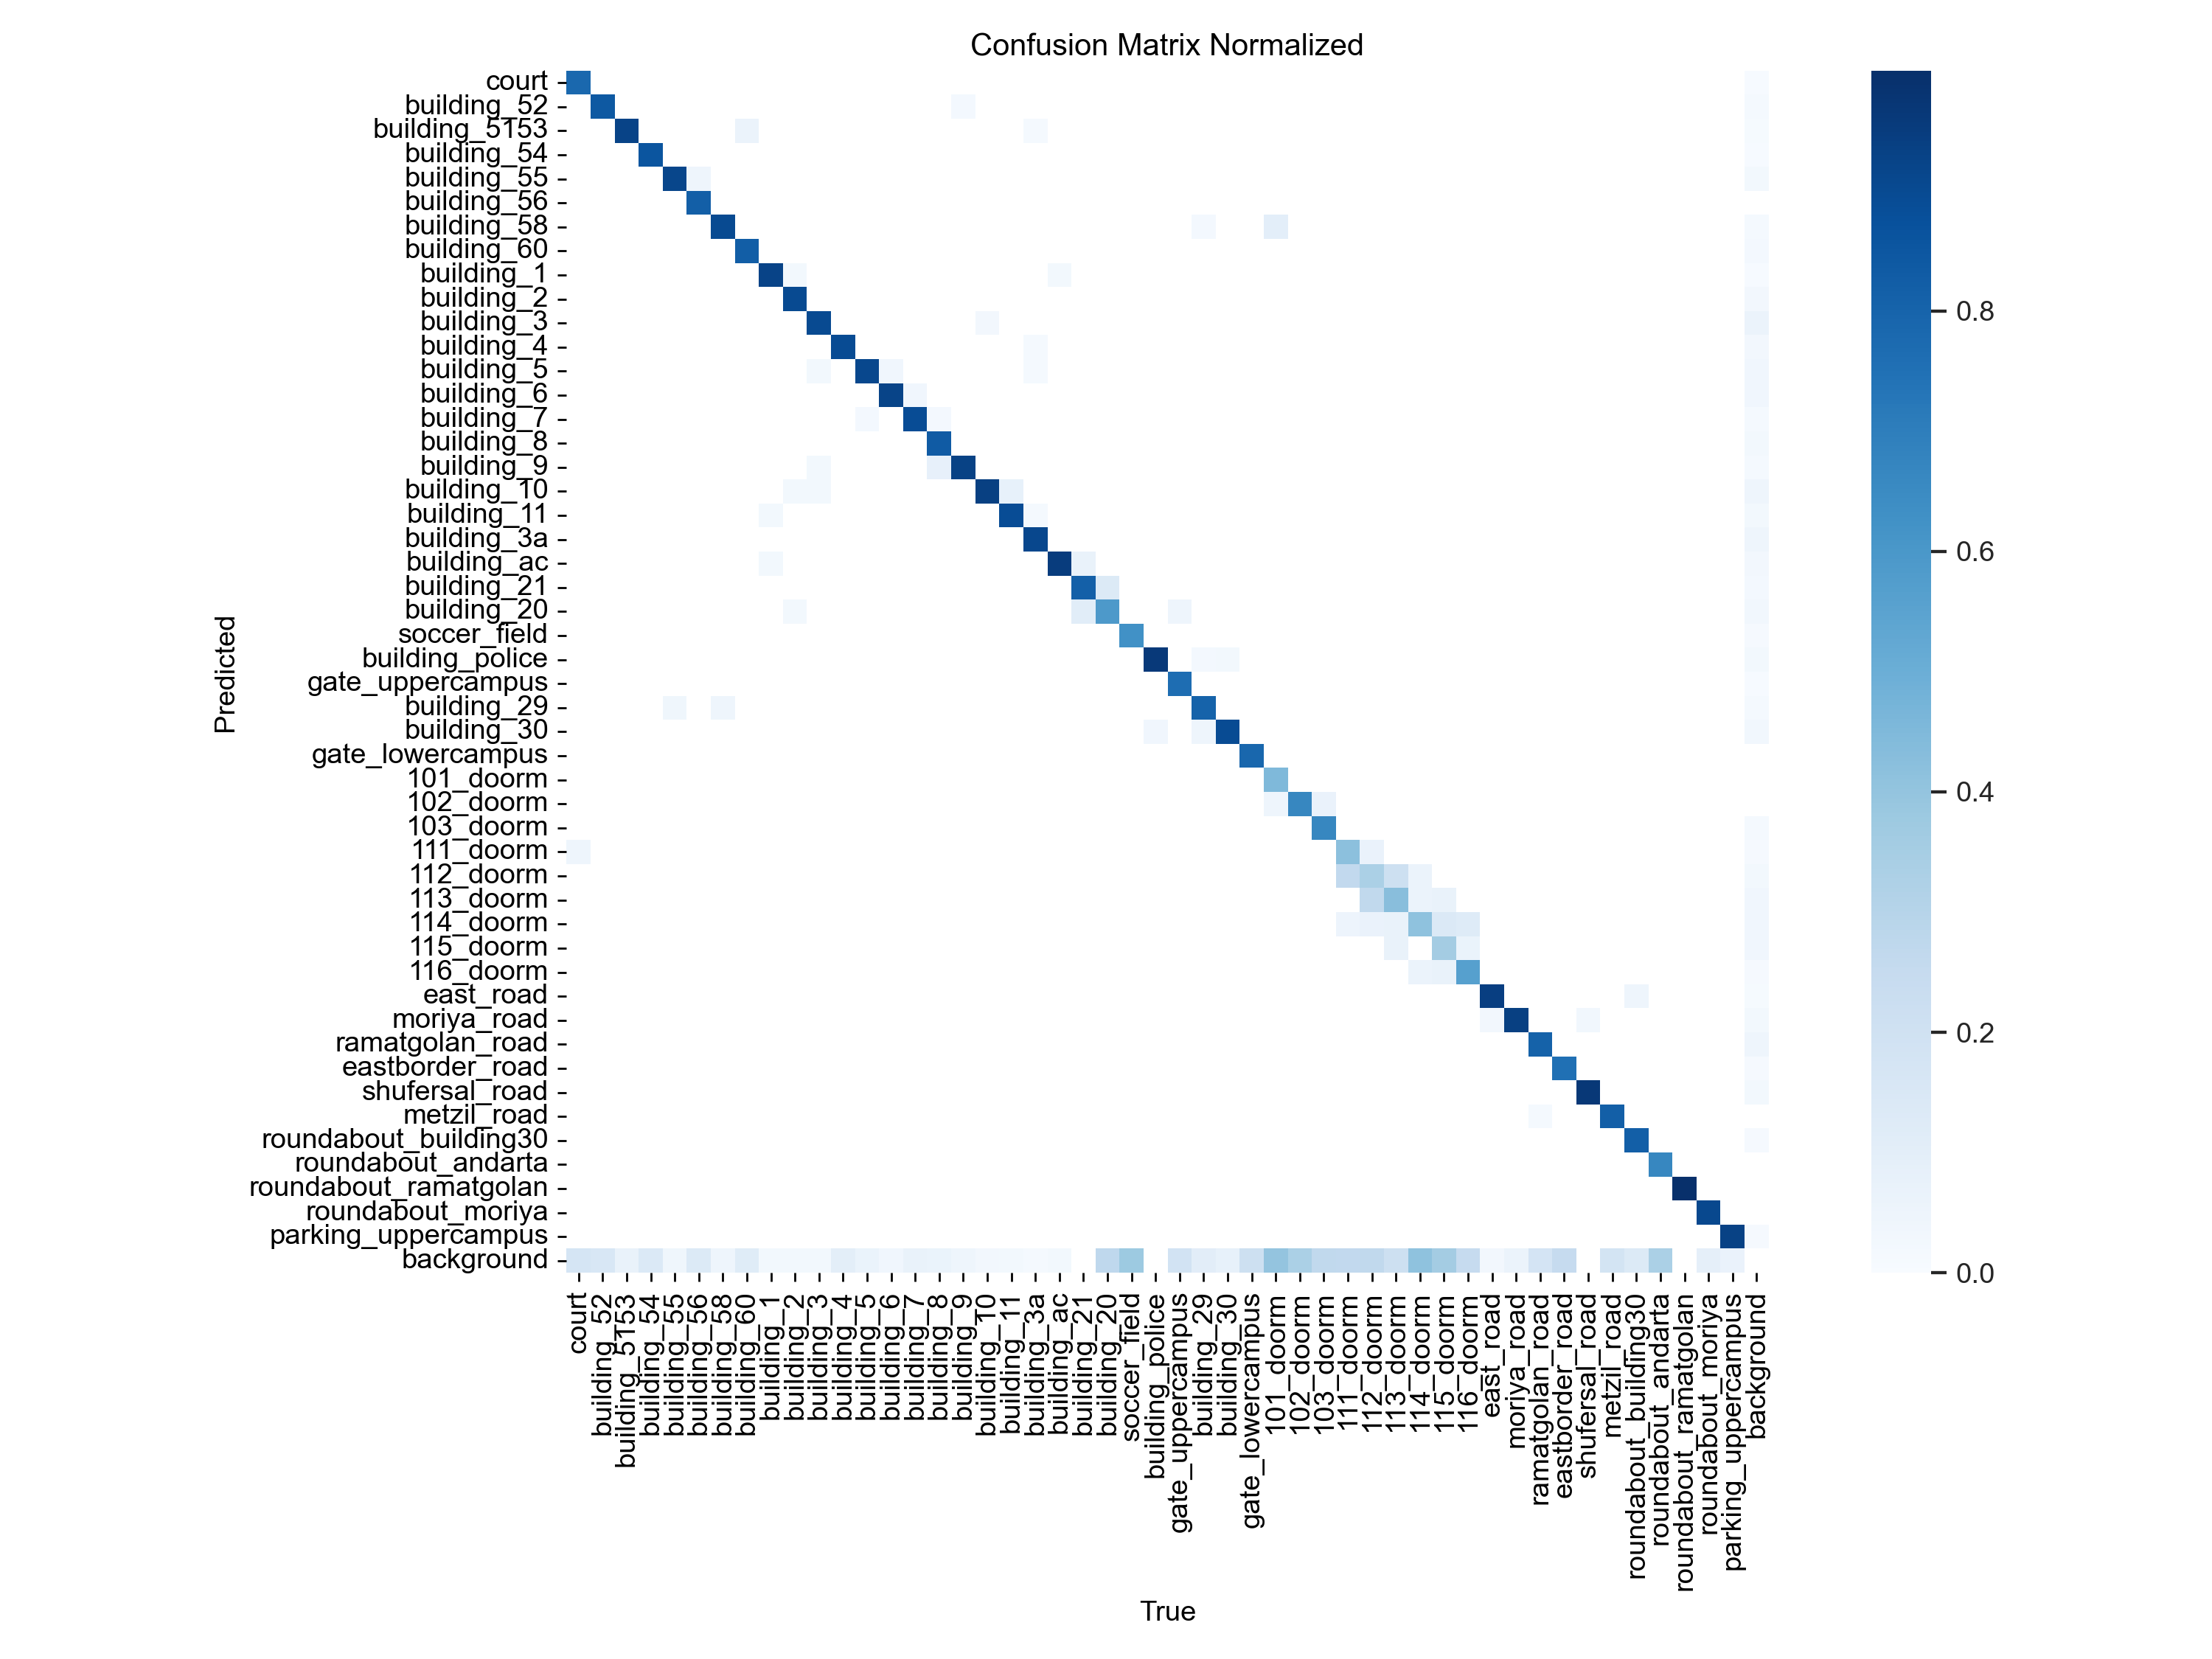 Confusion Matrix Normalized
court
building_52
building_5153
building_54
building_55
building_56
building_58
building_60
building_1
building_2
building_3
building_4
building_5
building_6
building_7
building_8
building_9
building_10
building_11
building_3a
building_ac
building_21
building_20
soccer_field
building_police
gate_uppercampus
building_29
building_30
gate_lowercampus
101_doorm
102_doorm
103_doorm
111_doorm
112_doorm
113_doorm
114_doorm
115_doorm
116_doorm
east_road
moriya_road
ramatgolan_road
eastborder_road
shufersal_road
metzil_road
roundabout_building30
roundabout_andarta
roundabout_ramatgolan
roundabout_moriya
parking_uppercampus
background
Predicted
court
building_52
building_5153
building_54
building_55
building_56
building_58
building_60
building_1
building_2
building_3
building_4
building_5
building_6
building_7
building_8
building_9
building_10
building_11
building_3a
building_ac
building_21
building_20
soccer_field
building_police
gate_uppercampus
building_29
building_30
gate_lowercampus
101_doorm
102_doorm
103_doorm
111_doorm
112_doorm
113_doorm
114_doorm
115_doorm
116_doorm
east_road
moriya_road
ramatgolan_road
eastborder_road
shufersal_road
metzil_road
roundabout_building30
roundabout_andarta
roundabout_ramatgolan
roundabout_moriya
parking_uppercampus
background
True
0.8
0.6
0.4
0.2
0.0